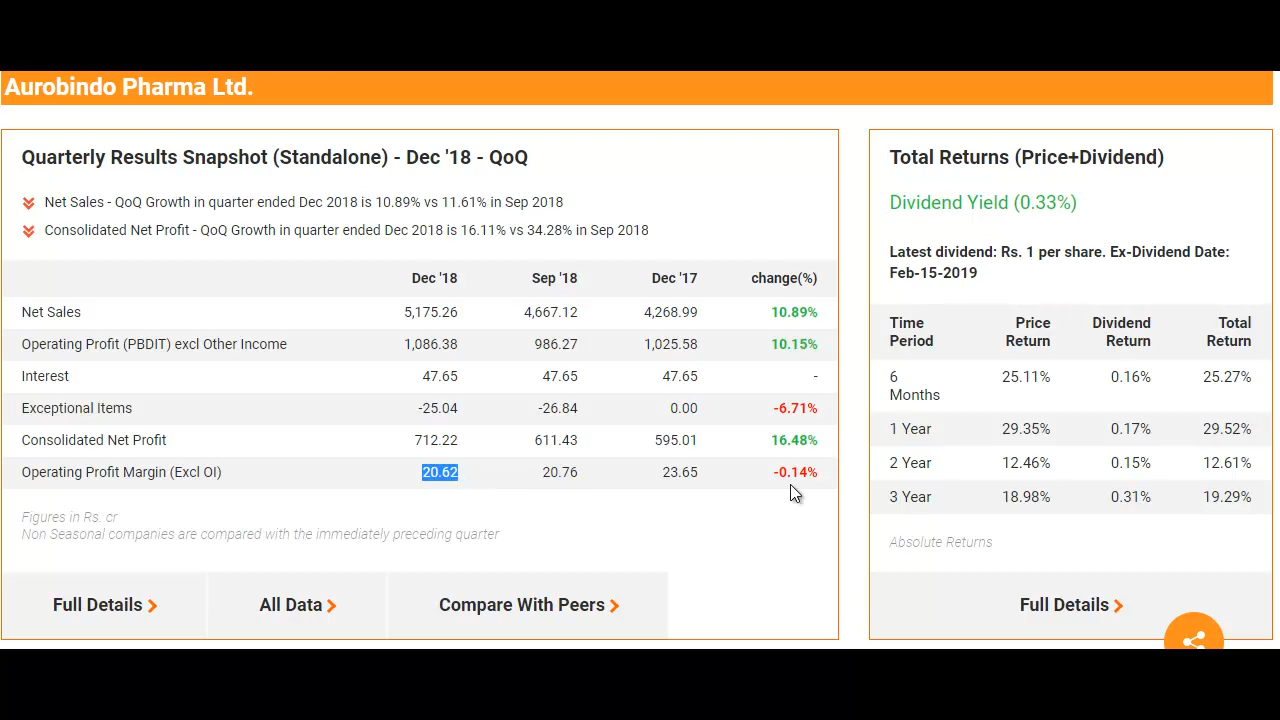 Aurobindo Pharma Ltd.
Quarterly Results Snapshot (Standalone) - Dec '18 - QoQ
Net Sales - QoQ Growth in quarter ended Dec 2018 is 10.89% vs 11.61% in Sep 2018
Consolidated Net Profit - QoQ Growth in quarter ended Dec 2018 is 16.11% vs 34.28% in Sep 2018
Dec '18 Sep '18 Dec '17 change(%)
Net Sales 5,175.26 4,667.12 4,268.99 10.89%
Operating Profit (PBDIT) excl Other Income 1,086.38 986.27 1,025.58 10.15%
Interest 47.65 47.65 47.65 -
Exceptional Items -25.04 -26.84 0.00 -6.71%
Consolidated Net Profit 712.22 611.43 595.01 16.48%
Operating Profit Margin (Excl OI) 20.62 20.76 23.65 -0.14%
Figures in Rs. cr
Non Seasonal companies are compared with the immediately preceding quarter
Full Details All Data Compare With Peers
Total Returns (Price+Dividend)
Dividend Yield (0.33%)
Latest dividend: Rs. 1 per share. Ex-Dividend Date:
Feb-15-2019
Time Price Dividend Total
Period Return Return Return
6 25.11% 0.16% 25.27%
Months
1 Year 29.35% 0.17% 29.52%
2 Year 12.46% 0.15% 12.61%
3 Year 18.98% 0.31% 19.29%
Absolute Returns
Full Details